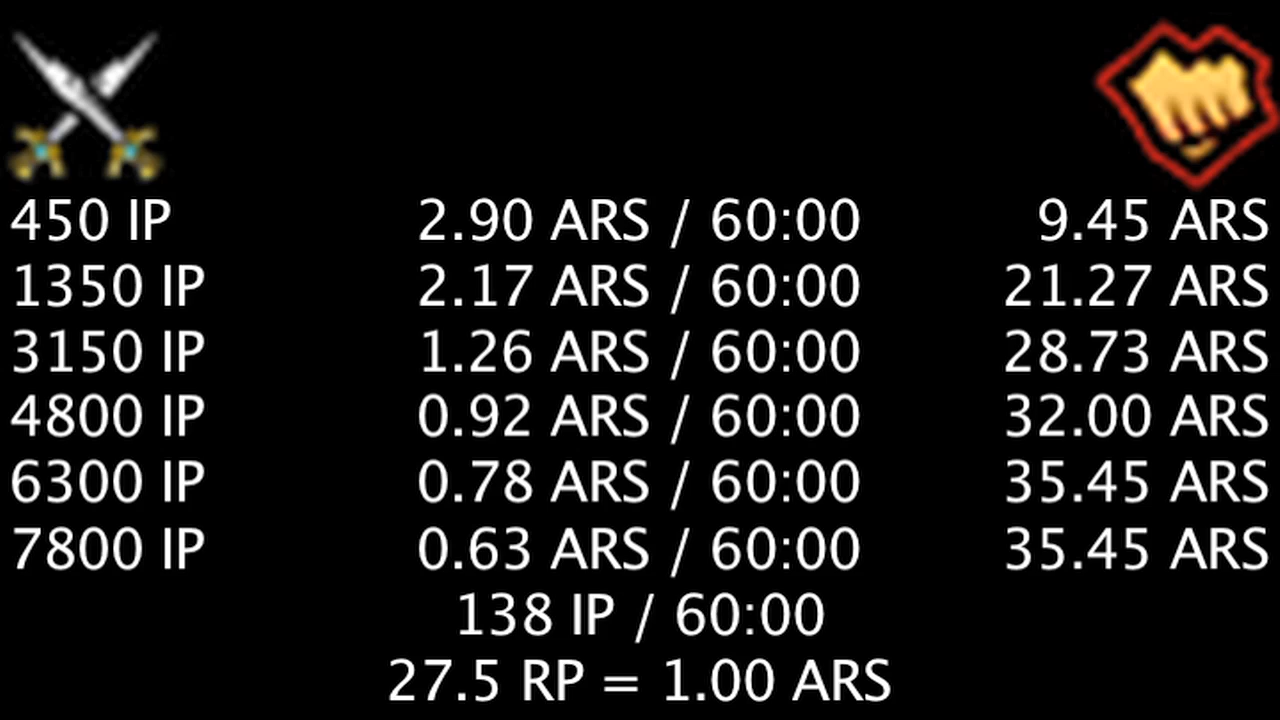 450 IP 2.90 ARS / 60:00 9.45 ARS
1350 IP 2.17 ARS / 60:00 21.27 ARS
3150 IP 1.26 ARS / 60:00 28.73 ARS
4800 IP 0.92 ARS / 60:00 32.00 ARS
6300 IP 0.78 ARS / 60:00 35.45 ARS
7800 IP 0.63 ARS / 60:00 35.45 ARS
138 IP / 60:00
27.5 RP = 1.00 ARS